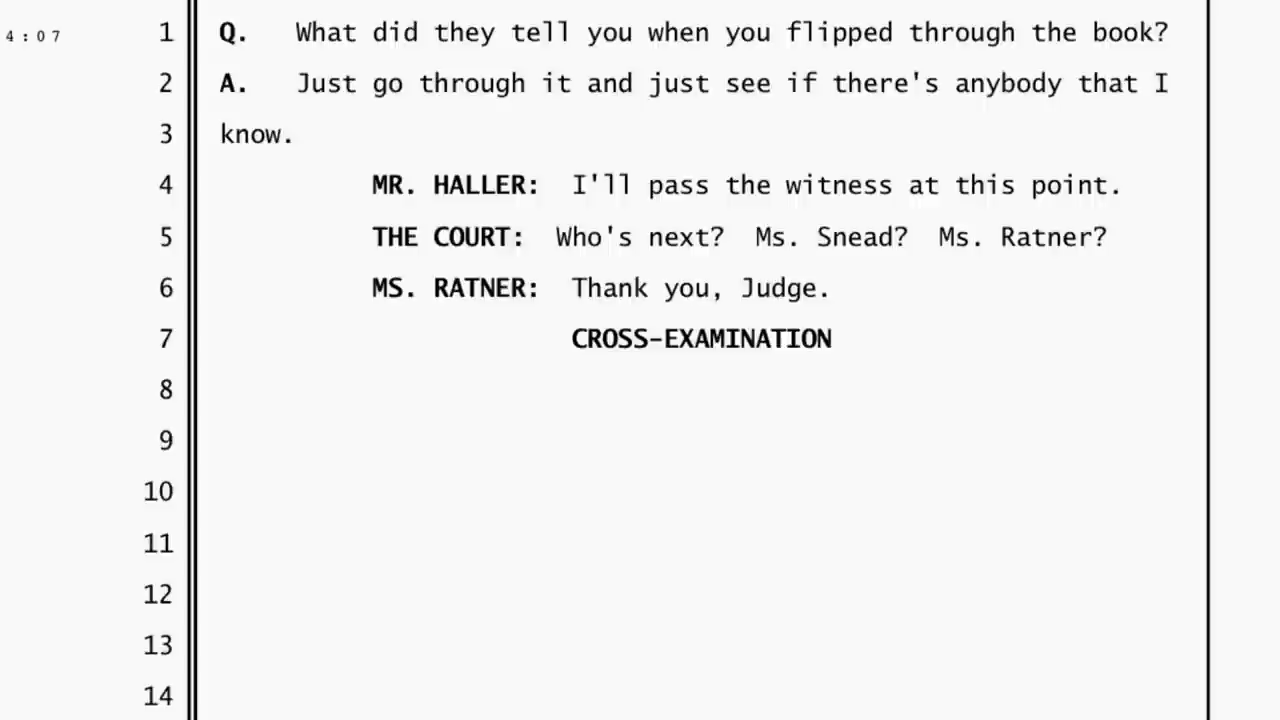 4:07 1 Q. What did they tell you when you flipped through the book?
2 A. Just go through it and just see if there's anybody that I
3 know.
4 MR. HALLER: I'll pass the witness at this point.
5 THE COURT: Who's next? Ms. Snead? Ms. Ratner?
6 MS. RATNER: Thank you, Judge.
7 CROSS-EXAMINATION
8
9
10
11
12
13
14